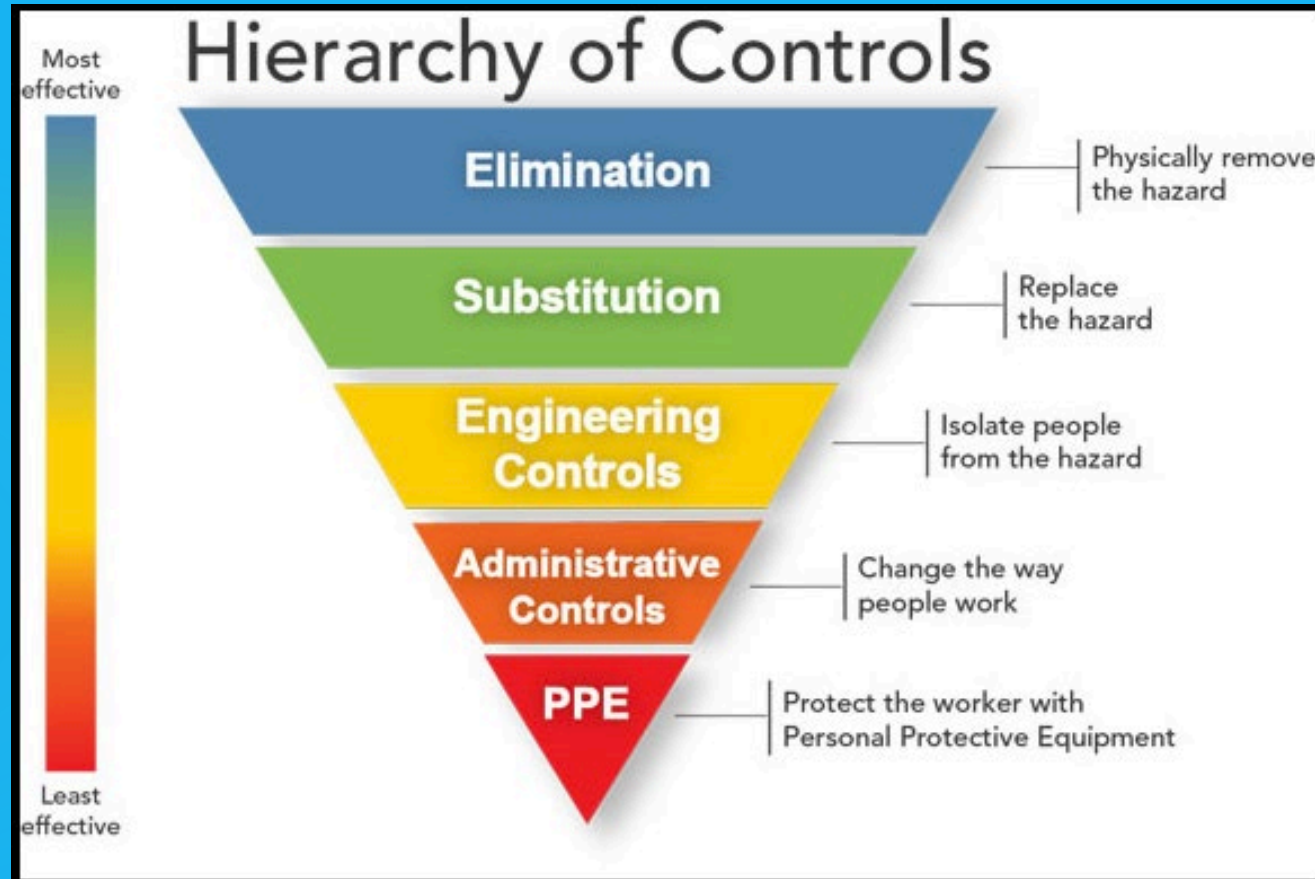 Hierarchy of Controls
Most
effective
Elimination
Physically remove
the hazard
Substitution
Replace
the hazard
Engineering
Controls
Isolate people
from the hazard
Administrative
Controls
Change the way
people work
PPE
Protect the worker with
Personal Protective Equipment
Least
effective